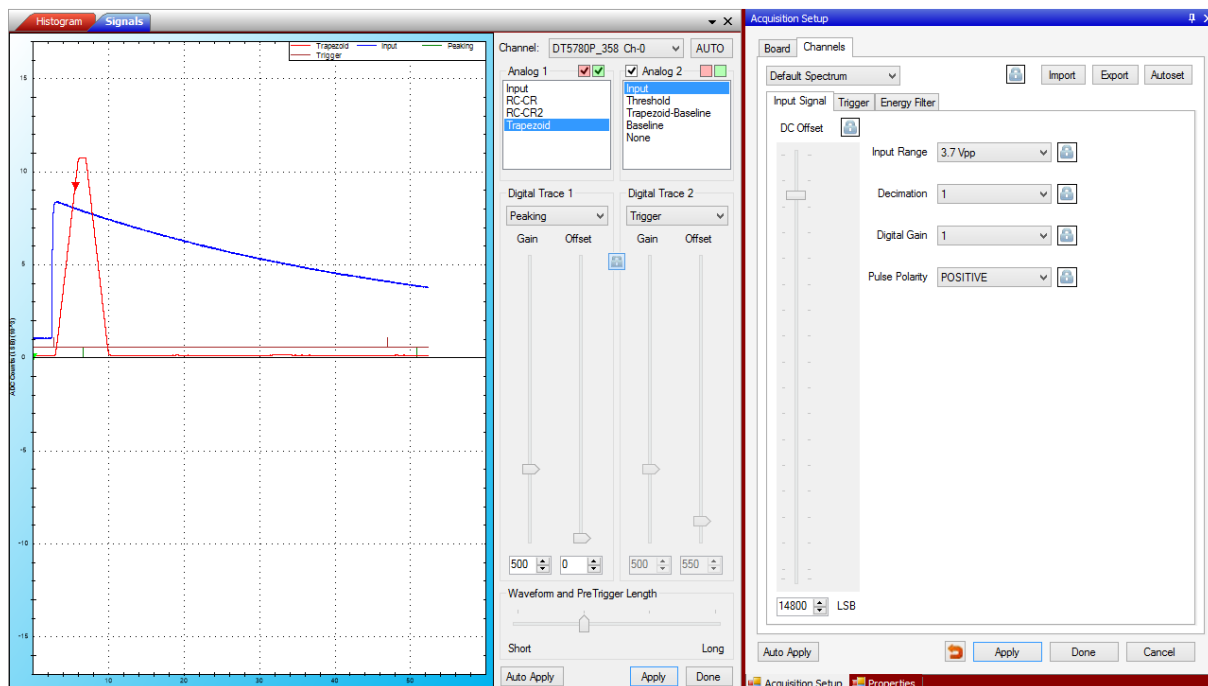 Histogram
Signals
Trapezoid
Input
Peaking
Trigger
15
10
5
0
-5
-10
-15
ADC Counts (LSB) (10^3)
10
20
30
40
50
Channel:
DT5780P_358 Ch-0
AUTO
Analog 1
Input
RC-CR
RC-CR2
Trapezoid
Analog 2
Input
Threshold
Trapezoid-Baseline
Baseline
None
Digital Trace 1
Peaking
Gain
Offset
500
0
Digital Trace 2
Trigger
Gain
Offset
500
550
Waveform and PreTrigger Length
Short
Long
Auto Apply
Apply
Done
Acquisition Setup
Board
Channels
Default Spectrum
Import
Export
Autoset
Input Signal
Trigger
Energy Filter
DC Offset
Input Range
3.7 Vpp
Decimation
1
Digital Gain
1
Pulse Polarity
POSITIVE
14800
LSB
Auto Apply
Apply
Done
Cancel
Acquisition Setup
Properties